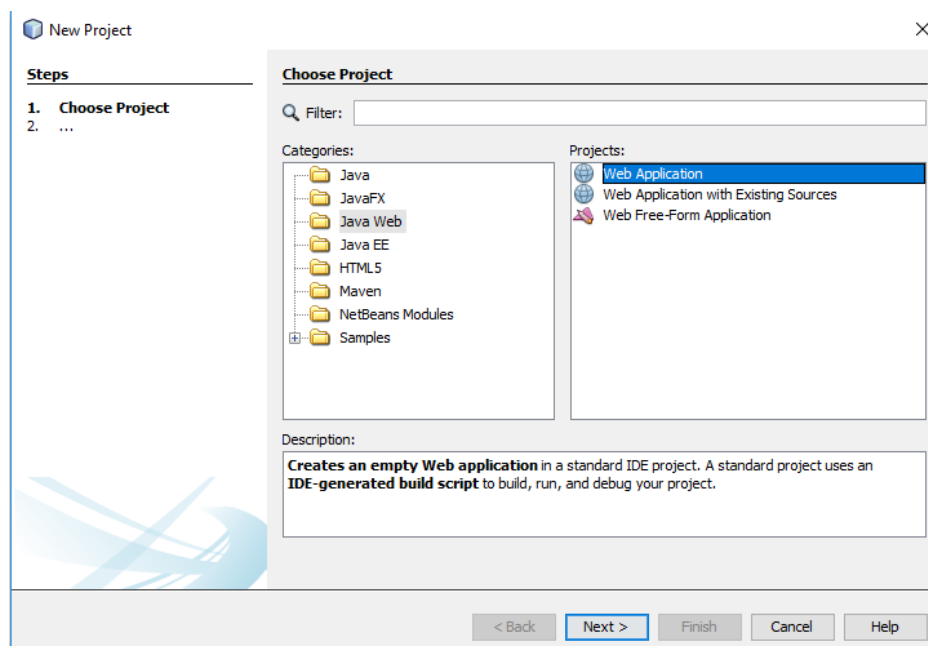 New Project
Steps
1. Choose Project
2. ...
Choose Project
Filter:
Categories:
Java
JavaFX
Java Web
Java EE
HTML5
Maven
NetBeans Modules
Samples
Projects:
Web Application
Web Application with Existing Sources
Web Free-Form Application
Description:
Creates an empty Web application in a standard IDE project. A standard project uses an
IDE-generated build script to build, run, and debug your project.
< Back Next > Finish Cancel Help